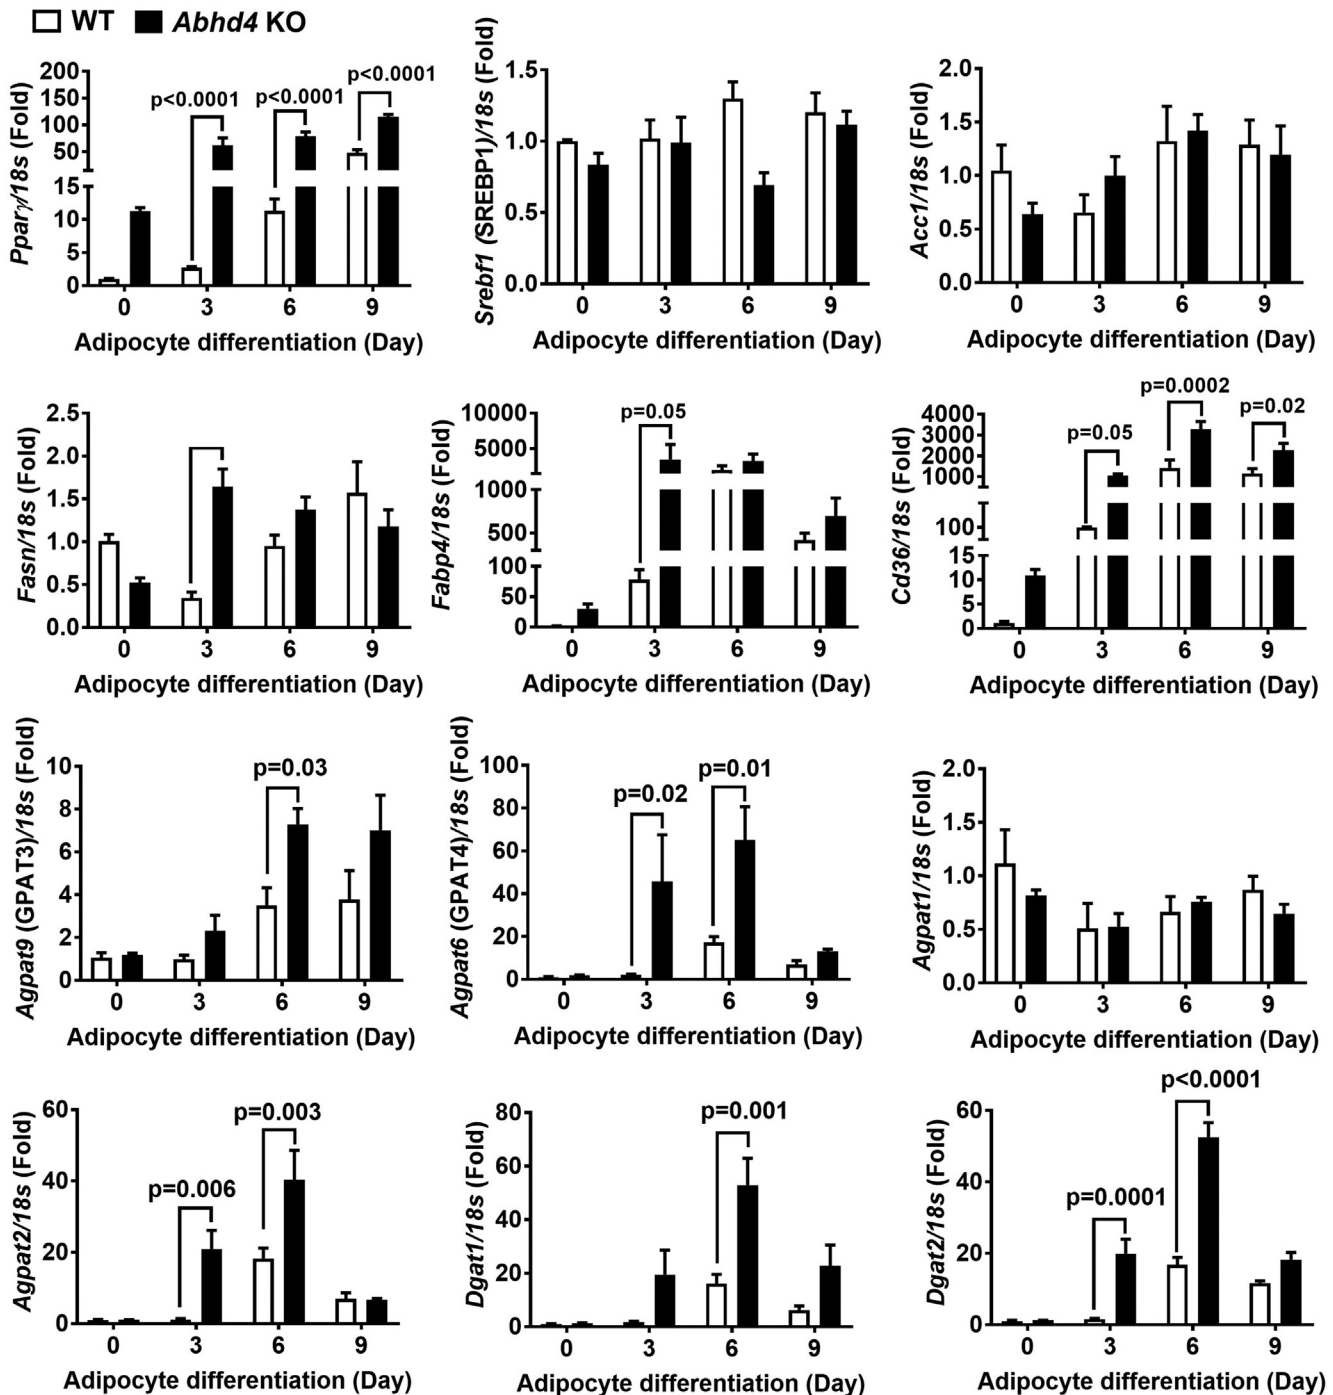 WT Abhd4 KO
Pparγ/18s (Fold)
200
150
100
50
15
10
5
0
p<0.0001
p<0.0001
p<0.0001
0 3 6 9
Adipocyte differentiation (Day)
Srebf1 (SREBP1)/18s (Fold)
1.5
1.0
0.5
0.0
0 3 6 9
Adipocyte differentiation (Day)
Acc1/18s (Fold)
2.0
1.5
1.0
0.5
0.0
0 3 6 9
Adipocyte differentiation (Day)
Fasn/18s (Fold)
2.5
2.0
1.5
1.0
0.5
0.0
0 3 6 9
Adipocyte differentiation (Day)
Fabp4/18s (Fold)
10000
5000
1000
500
100
50
0
p=0.05
0 3 6 9
Adipocyte differentiation (Day)
Cd36/18s (Fold)
4000
3000
2000
1000
100
15
10
5
0
p=0.05
p=0.0002
p=0.02
0 3 6 9
Adipocyte differentiation (Day)
Agpat9 (GPAT3)/18s (Fold)
10
8
6
4
2
0
p=0.03
0 3 6 9
Adipocyte differentiation (Day)
Agpat6 (GPAT4)/18s (Fold)
100
80
60
40
20
0
p=0.02
p=0.01
0 3 6 9
Adipocyte differentiation (Day)
Agpat1/18s (Fold)
2.0
1.5
1.0
0.5
0.0
0 3 6 9
Adipocyte differentiation (Day)
Agpat2/18s (Fold)
60
40
20
0
p=0.006
p=0.003
0 3 6 9
Adipocyte differentiation (Day)
Dgat1/18s (Fold)
80
60
40
20
0
p=0.001
0 3 6 9
Adipocyte differentiation (Day)
Dgat2/18s (Fold)
60
40
20
0
p=0.0001
p<0.0001
0 3 6 9
Adipocyte differentiation (Day)